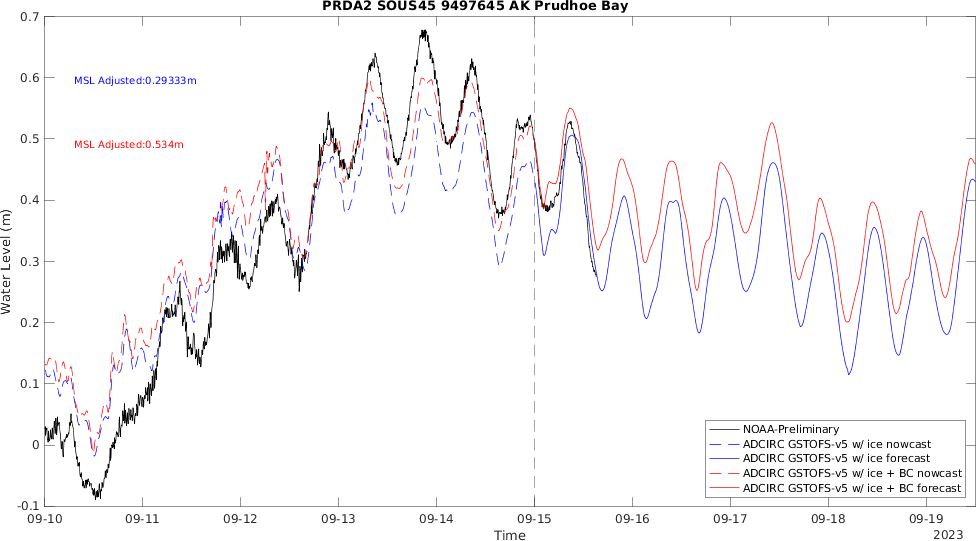 PRDA2 SOUS45 9497645 AK Prudhoe Bay
0.7
0.6
0.5
0.4
0.3
0.2
0.1
0
-0.1
Water Level (m)
MSL Adjusted:0.29333m
MSL Adjusted:0.534m
NOAA-Preliminary
ADCIRC GSTOFS-v5 w/ ice nowcast
ADCIRC GSTOFS-v5 w/ ice forecast
ADCIRC GSTOFS-v5 w/ ice + BC nowcast
ADCIRC GSTOFS-v5 w/ ice + BC forecast
09-10 09-11 09-12 09-13 09-14 09-15 09-16 09-17 09-18 09-19
Time
2023